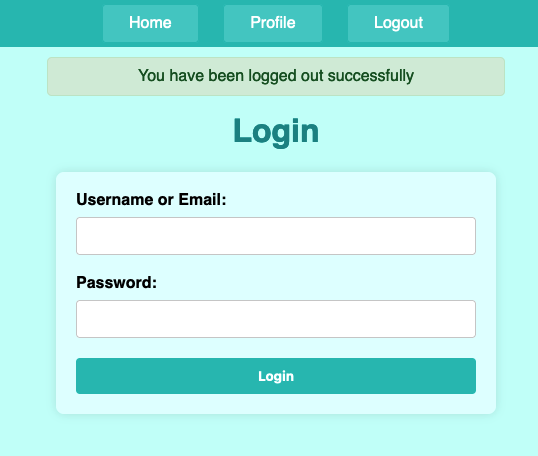 Home Profile Logout
You have been logged out successfully
Login
Username or Email:
Password:
Login